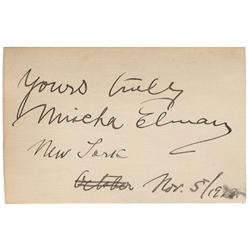 Yours truly
Mischa Elman
New York
October Nov. 5/192